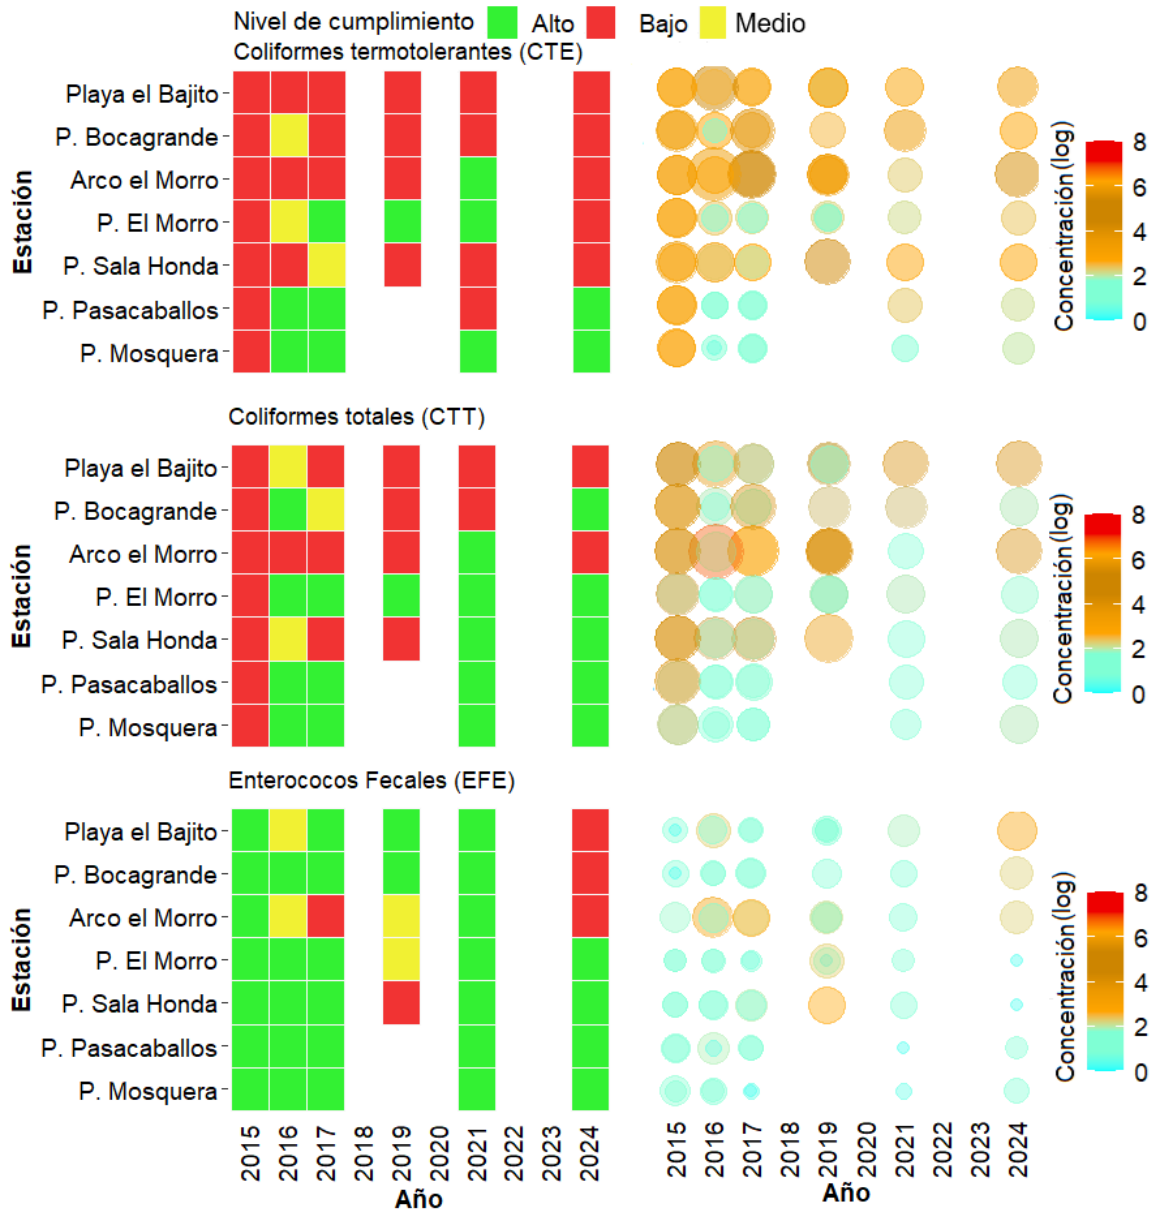 Nivel de cumplimiento Alto Bajo Medio
Coliformes termotolerantes (CTE)
Estación
Playa el Bajito
P. Bocagrande
Arco el Morro
P. El Morro
P. Sala Honda
P. Pasacaballos
P. Mosquera
Concentración (log)
8
6
4
2
0
Coliformes totales (CTT)
Estación
Playa el Bajito
P. Bocagrande
Arco el Morro
P. El Morro
P. Sala Honda
P. Pasacaballos
P. Mosquera
Concentración (log)
8
6
4
2
0
Enterococos Fecales (EFE)
Estación
Playa el Bajito
P. Bocagrande
Arco el Morro
P. El Morro
P. Sala Honda
P. Pasacaballos
P. Mosquera
Concentración (log)
8
6
4
2
0
2015 2016 2017 2018 2019 2020 2021 2022 2023 2024
Año
2015 2016 2017 2018 2019 2020 2021 2022 2023 2024
Año